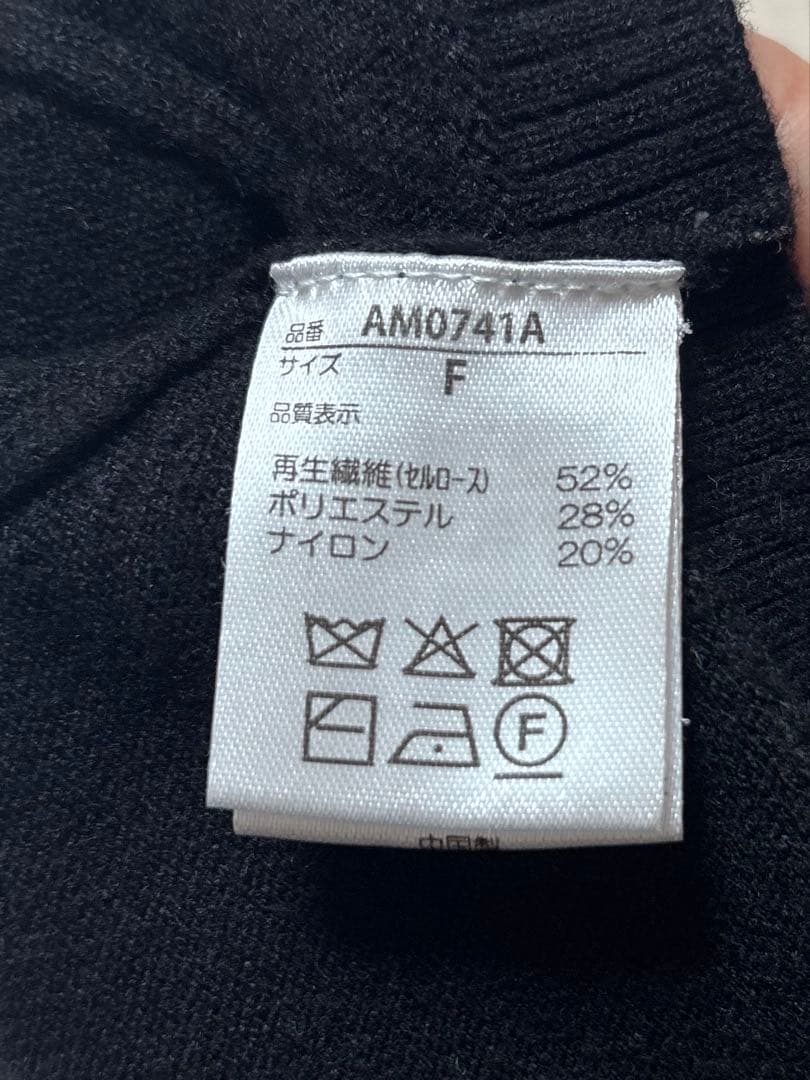 品番 AM0741A
サイズ F
品質表示
再生繊維(セルロース) 52%
ポリエステル 28%
ナイロン 20%
F
中国製